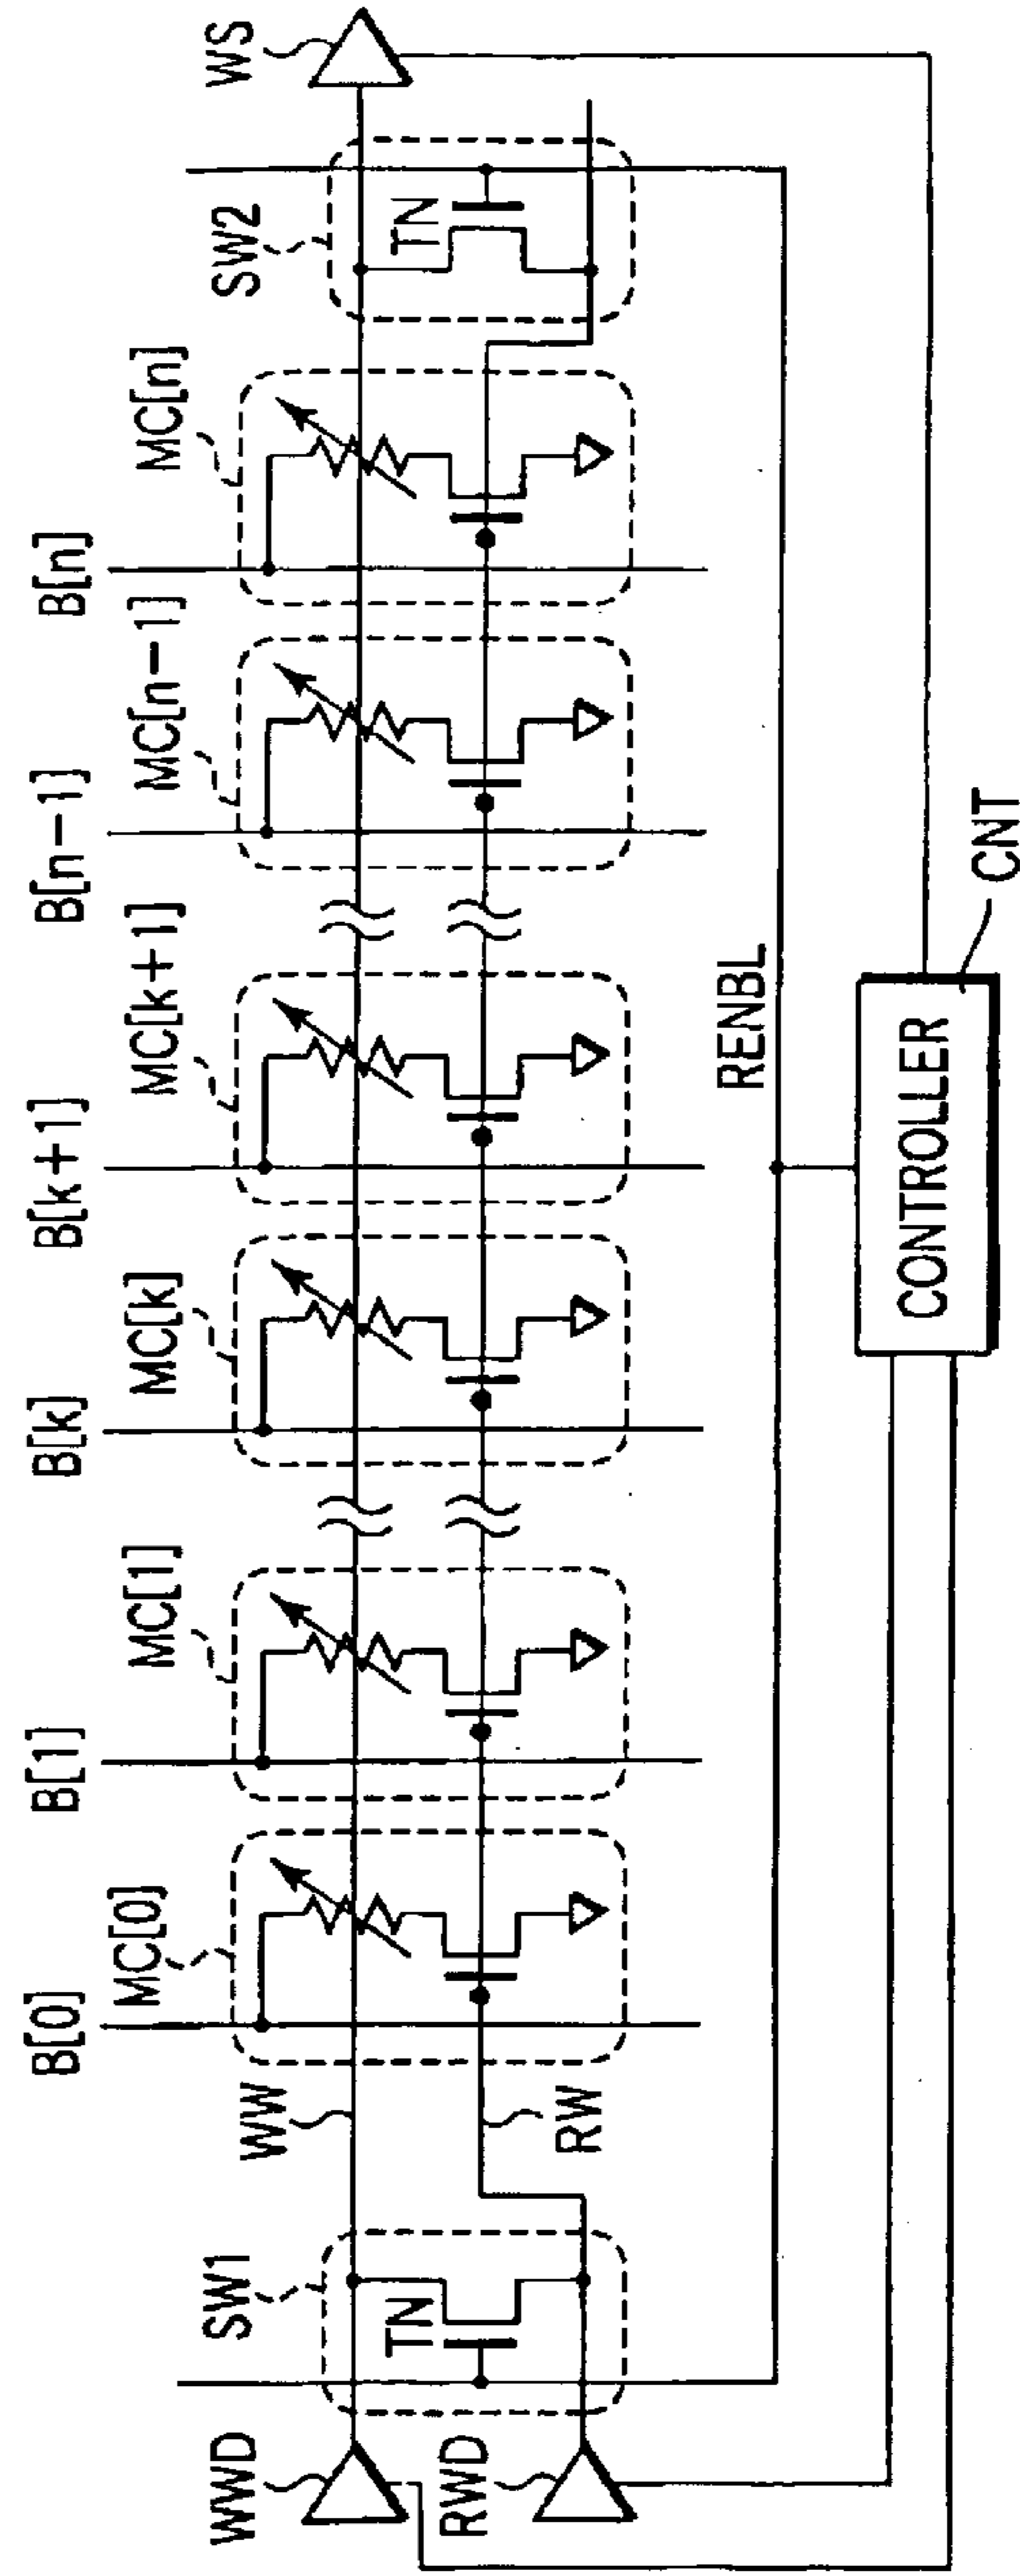 B[0]
B[1]
B[k]
B[k+1]
B[n-1]
B[n]
MC[0]
MC[1]
MC[k]
MC[k+1]
MC[n-1]
MC[n]
SW1
SW2
WS
WWD
WW
TN
TN
RWD
RW
RENBL
CONTROLLER
CNT